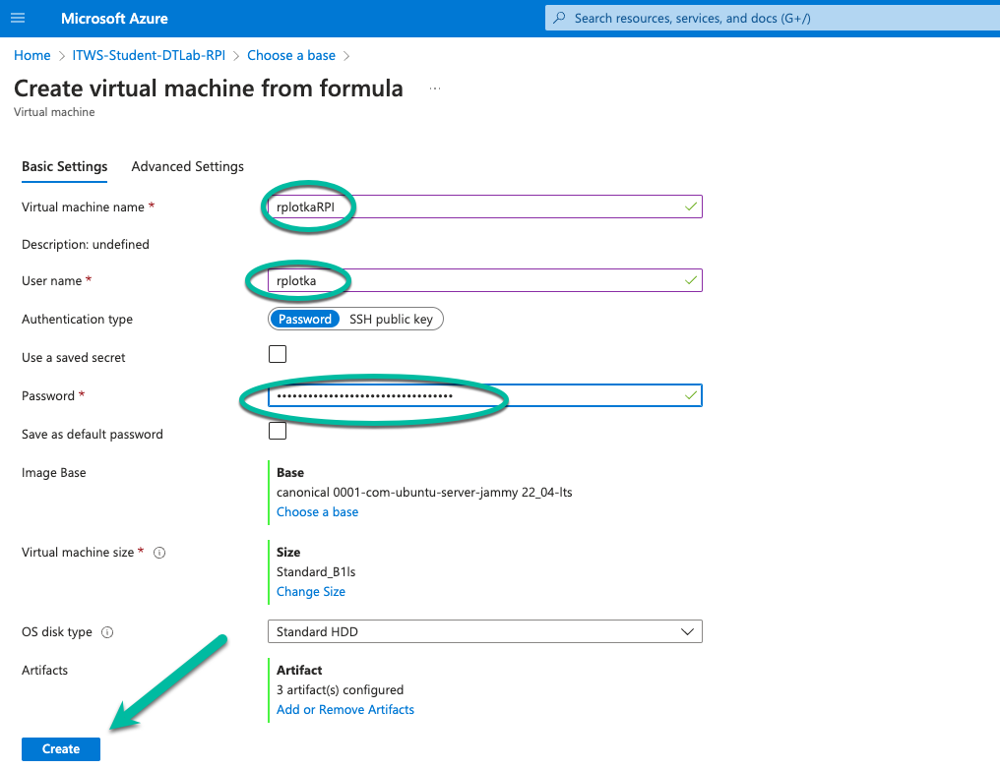 Microsoft Azure
Search resources, services, and docs (G+/)
Home > ITWS-Student-DTLab-RPI > Choose a base >
Create virtual machine from formula ...
Virtual machine
Basic Settings Advanced Settings
Virtual machine name * rplotkaRPI
Description: undefined
User name * rplotka
Authentication type Password SSH public key
Use a saved secret
Password * ••••••••••••••••••••••••••••••••••
Save as default password
Image Base Base
canonical 0001-com-ubuntu-server-jammy 22_04-lts
Choose a base
Virtual machine size * Size
Standard_B1ls
Change Size
OS disk type Standard HDD
Artifacts Artifact
3 artifact(s) configured
Add or Remove Artifacts
Create